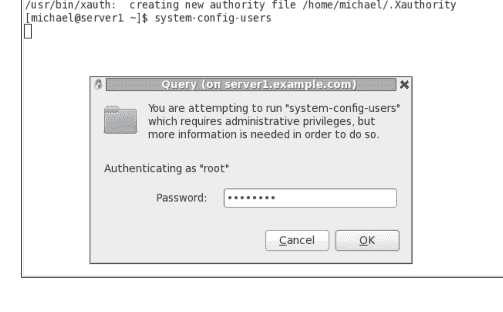 /usr/bin/xauth:  creating new authority file /home/michael/.Xauthority
[michael@server1 ~]$ system-config-users
Query (on server1.example.com)
You are attempting to run "system-config-users"
which requires administrative privileges, but
more information is needed in order to do so.
Authenticating as "root"
Password: ••••••••
Cancel OK